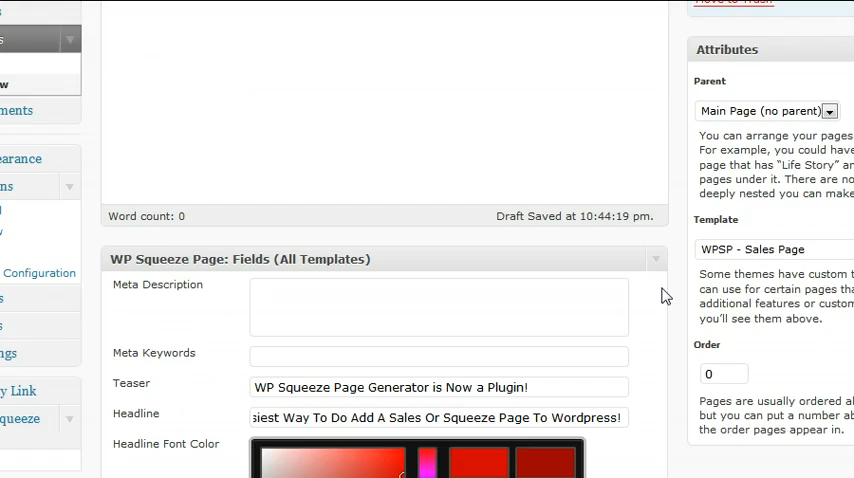 Move to Trash
s
w
ments
earance
ns
Configuration
s
s
ngs
y Link
queeze
Word count: 0
Draft Saved at 10:44:19 pm.
WP Squeeze Page: Fields (All Templates)
Meta Description
Meta Keywords
Teaser
WP Squeeze Page Generator is Now a Plugin!
Headline
siest Way To Do Add A Sales Or Squeeze Page To Wordpress!
Headline Font Color
Attributes
Parent
Main Page (no parent)
You can arrange your pages
For example, you could have
page that has “Life Story” an
pages under it. There are no
deeply nested you can make
Template
WPSP - Sales Page
Some themes have custom t
can use for certain pages tha
additional features or custom
you’ll see them above.
Order
0
Pages are usually ordered al
but you can put a number ab
the order pages appear in.